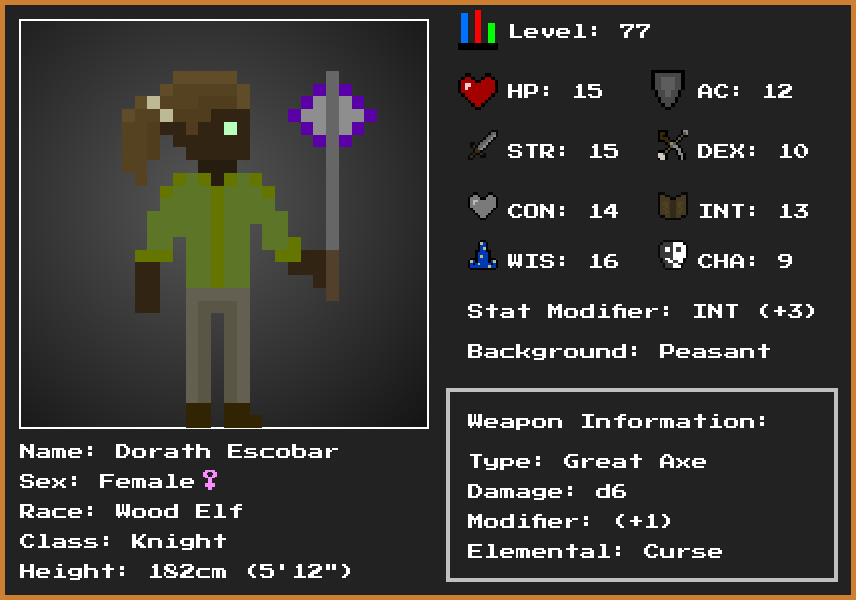 Level: 77
HP: 15 AC: 12
STR: 15 DEX: 10
CON: 14 INT: 13
WIS: 16 CHA: 9
Stat Modifier: INT (+3)
Background: Peasant
Weapon Information:
Type: Great Axe
Damage: d6
Modifier: (+1)
Elemental: Curse
Name: Dorath Escobar
Sex: Female♀
Race: Wood Elf
Class: Knight
Height: 182cm (5'12")